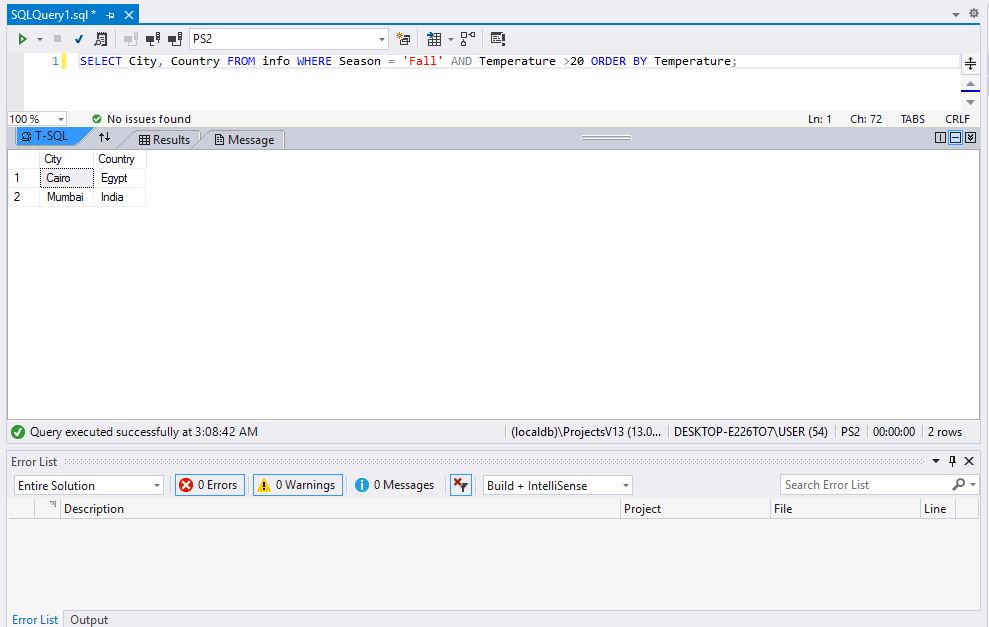 SQLQuery1.sql *
PS2
1 SELECT City, Country FROM info WHERE Season = 'Fall' AND Temperature >20 ORDER BY Temperature;
100 % No issues found Ln: 1 Ch: 72 TABS CRLF
T-SQL Results Message
City Country
1 Cairo Egypt
2 Mumbai India
Query executed successfully at 3:08:42 AM (localdb)\ProjectsV13 (13.0... DESKTOP-E226TO7\USER (54) PS2 00:00:00 2 rows
Error List
Entire Solution 0 Errors 0 Warnings 0 Messages Build + IntelliSense Search Error List
Description Project File Line
Error List Output